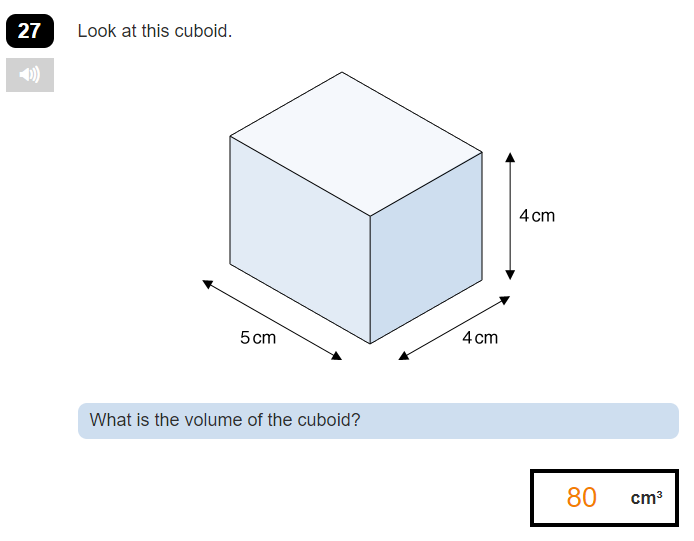 27
Look at this cuboid.
4 cm
5 cm
4 cm
What is the volume of the cuboid?
80 cm³